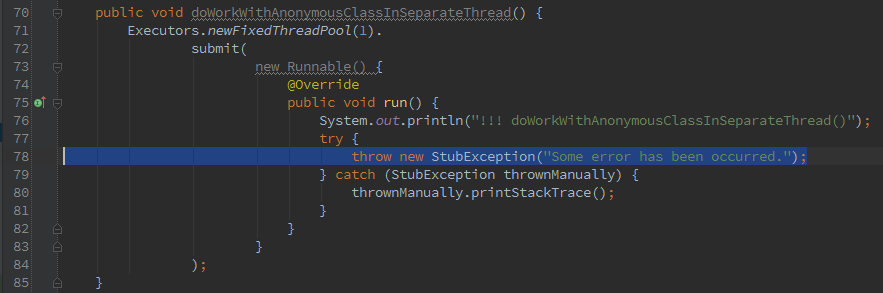 70 public void doWorkWithAnonymousClassInSeparateThread() {
71 Executors.newFixedThreadPool(1).
72 submit(
73 new Runnable() {
74 @Override
75 public void run() {
76 System.out.println("!!! doWorkWithAnonymousClassInSeparateThread()");
77 try {
78 throw new StubException("Some error has been occurred.");
79 } catch (StubException thrownManually) {
80 thrownManually.printStackTrace();
81 }
82 }
83 }
84 );
85 }